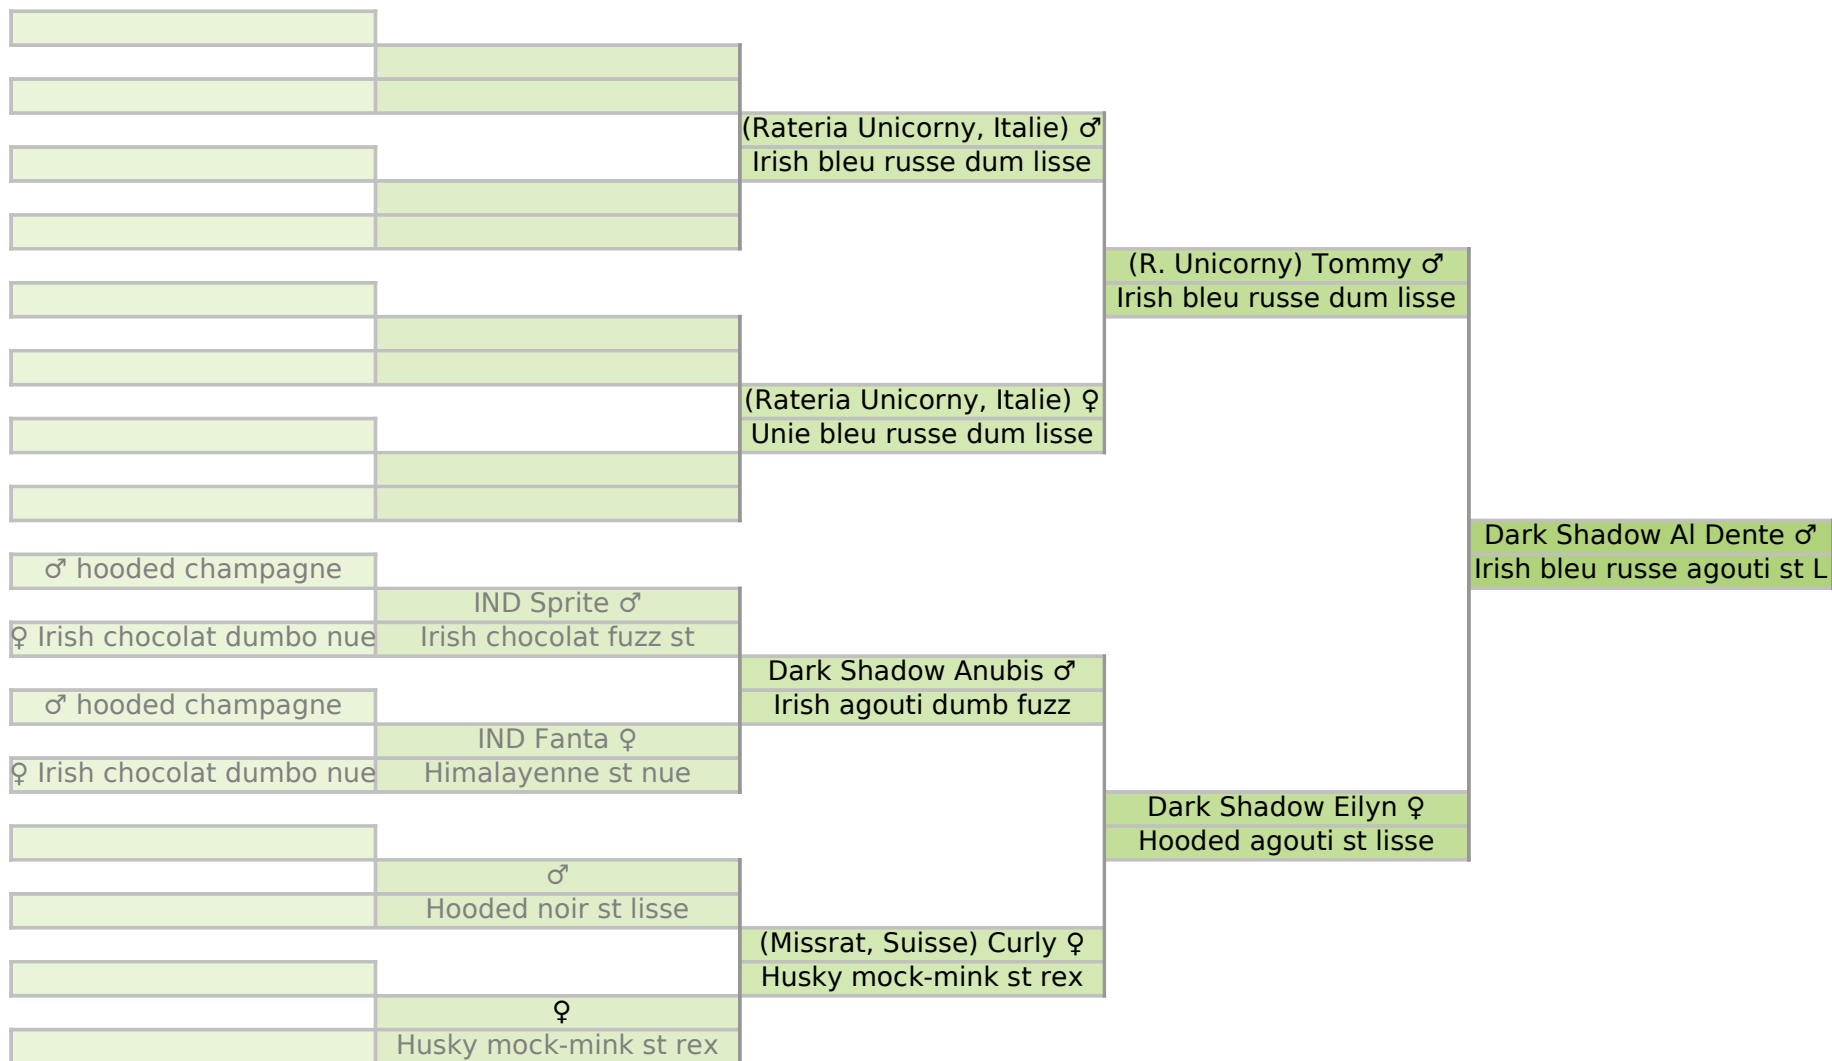 (Rateria Unicorny, Italie) ♂
Irish bleu russe dum lisse
(R. Unicorny) Tommy ♂
Irish bleu russe dum lisse
(Rateria Unicorny, Italie) ♀
Unie bleu russe dum lisse
Dark Shadow Al Dente ♂
Irish bleu russe agouti st L
♂ hooded champagne
IND Sprite ♂
♀ Irish chocolat dumbo nue
Irish chocolat fuzz st
Dark Shadow Anubis ♂
Irish agouti dumb fuzz
♂ hooded champagne
IND Fanta ♀
♀ Irish chocolat dumbo nue
Himalayenne st nue
Dark Shadow Eilyn ♀
Hooded agouti st lisse
♂
Hooded noir st lisse
(Missrat, Suisse) Curly ♀
Husky mock-mink st rex
♀
Husky mock-mink st rex